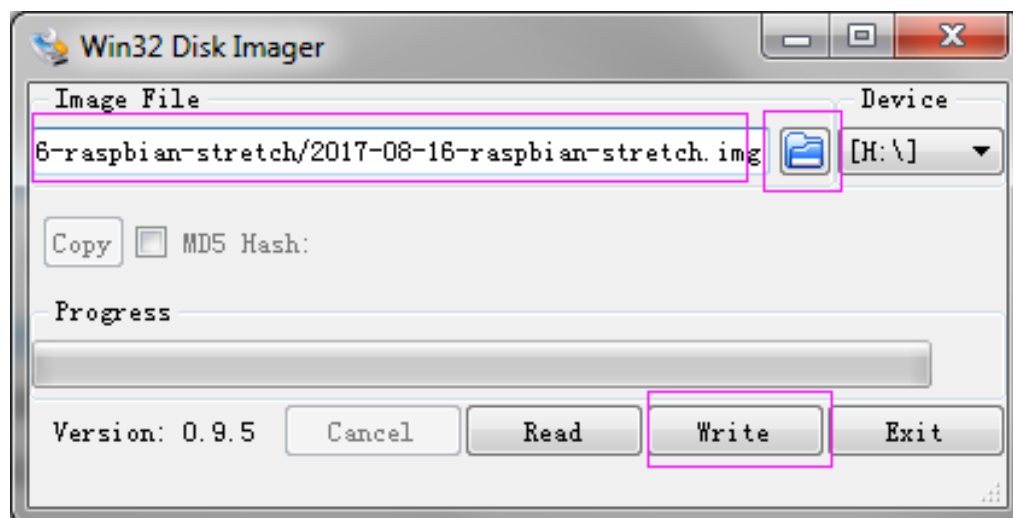 Win32 Disk Imager
Image File
Device
6-raspbian-stretch/2017-08-16-raspbian-stretch.img
[H:\]
Copy
MD5 Hash:
Progress
Version: 0.9.5
Cancel
Read
Write
Exit